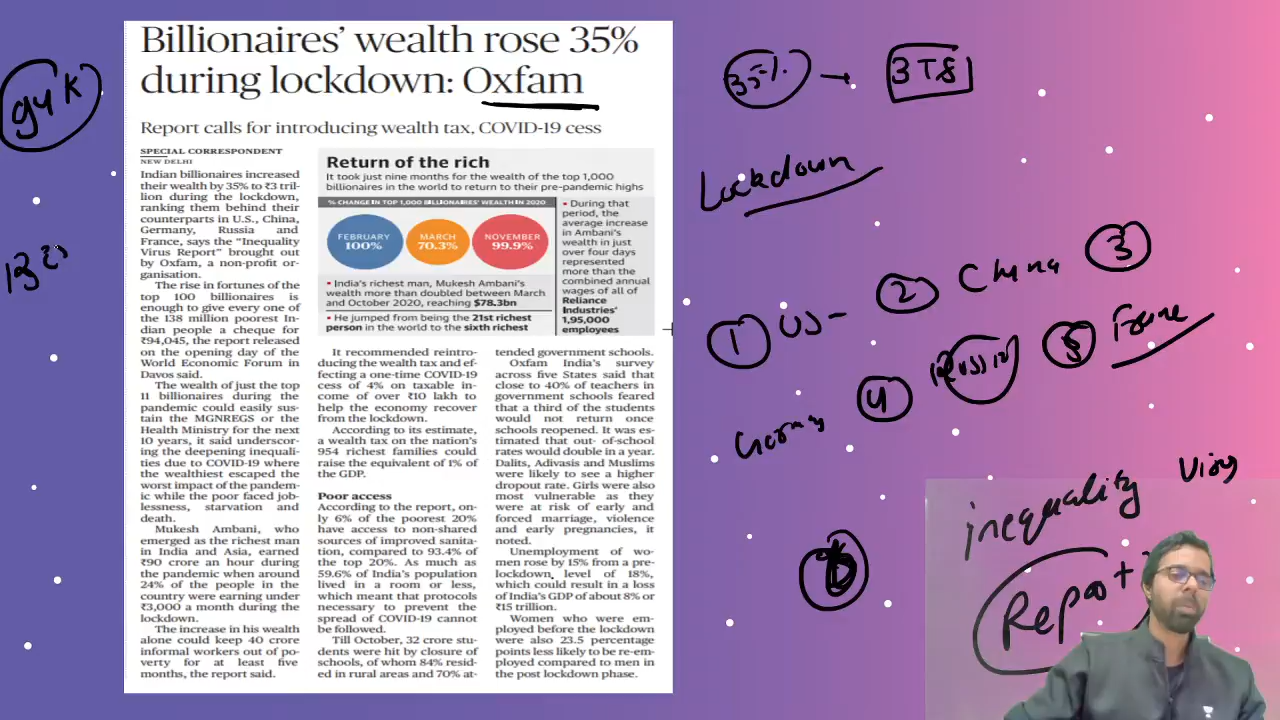 Billionaires’ wealth rose 35%
during lockdown: Oxfam
Report calls for introducing wealth tax, COVID-19 cess
SPECIAL CORRESPONDENT
NEW DELHI
Indian billionaires increased
their wealth by 35% to ₹3 tril-
lion during the lockdown,
ranking them behind their
counterparts in U.S., China,
Germany, Russia and
France, says the “Inequality
Virus Report” brought out
by Oxfam, a non-profit or-
ganisation.
The rise in fortunes of the
top 100 billionaires is
enough to give every one of
the 138 million poorest In-
dian people a cheque for
₹94,045, the report released
on the opening day of the
World Economic Forum in
Davos said.
The wealth of just the top
11 billionaires during the
pandemic could easily sus-
tain the MGNREGS or the
Health Ministry for the next
10 years, it said underscor-
ing the deepening inequali-
ties due to COVID-19 where
the wealthiest escaped the
worst impact of the pandem-
ic while the poor faced job-
lessness, starvation and
death.
Mukesh Ambani, who
emerged as the richest man
in India and Asia, earned
₹90 crore an hour during
the pandemic when around
24% of the people in the
country were earning under
₹3,000 a month during the
lockdown.
The increase in his wealth
alone could keep 40 crore
informal workers out of po-
verty for at least five
months, the report said.
Return of the rich
It took just nine months for the wealth of the top 1,000
billionaires in the world to return to their pre-pandemic highs
% CHANGE IN TOP 1,000 BILLIONAIRES' WEALTH IN 2020
FEBRUARY
100%
MARCH
70.3%
NOVEMBER
99.9%
• India's richest man, Mukesh Ambani's
wealth more than doubled between March
and October 2020, reaching $78.3bn
• He jumped from being the 21st richest
person in the world to the sixth richest
• During that
period, the
average increase
in Ambani's
wealth in just
over four days
represented
more than the
combined annual
wages of all of
Reliance
Industries'
1,95,000
employees
It recommended reintro-
ducing the wealth tax and ef-
fecting a one-time COVID-19
cess of 4% on taxable in-
come of over ₹10 lakh to
help the economy recover
from the lockdown.
According to its estimate,
a wealth tax on the nation's
954 richest families could
raise the equivalent of 1% of
the GDP.
Poor access
According to the report, on-
ly 6% of the poorest 20%
have access to non-shared
sources of improved sanita-
tion, compared to 93.4% of
the top 20%. As much as
59.6% of India's population
lived in a room or less,
which meant that protocols
necessary to prevent the
spread of COVID-19 cannot
be followed.
Till October, 32 crore stu-
dents were hit by closure of
schools, of whom 84% resid-
ed in rural areas and 70% at-
tended government schools.
Oxfam India's survey
across five States said that
close to 40% of teachers in
government schools feared
that a third of the students
would not return once
schools reopened. It was es-
timated that out- of-school
rates would double in a year.
Dalits, Adivasis and Muslims
were likely to see a higher
dropout rate. Girls were also
most vulnerable as they
were at risk of early and
forced marriage, violence
and early pregnancies, it
noted.
Unemployment of wo-
men rose by 15% from a pre-
lockdown level of 18%,
which could result in a loss
of India's GDP of about 8% or
₹15 trillion.
Women who were em-
ployed before the lockdown
were also 23.5 percentage
points less likely to be re-em-
ployed compared to men in
the post lockdown phase.
94 K
35%
Lockdown
1 US
2 China
3
4
5 France
inequality
Report